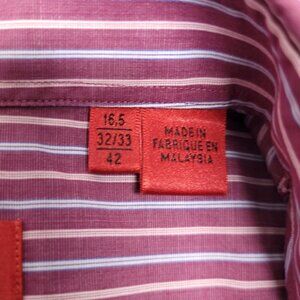 16.5
32/33
42
MADE IN
FABRIQUE EN
MALAYSIA